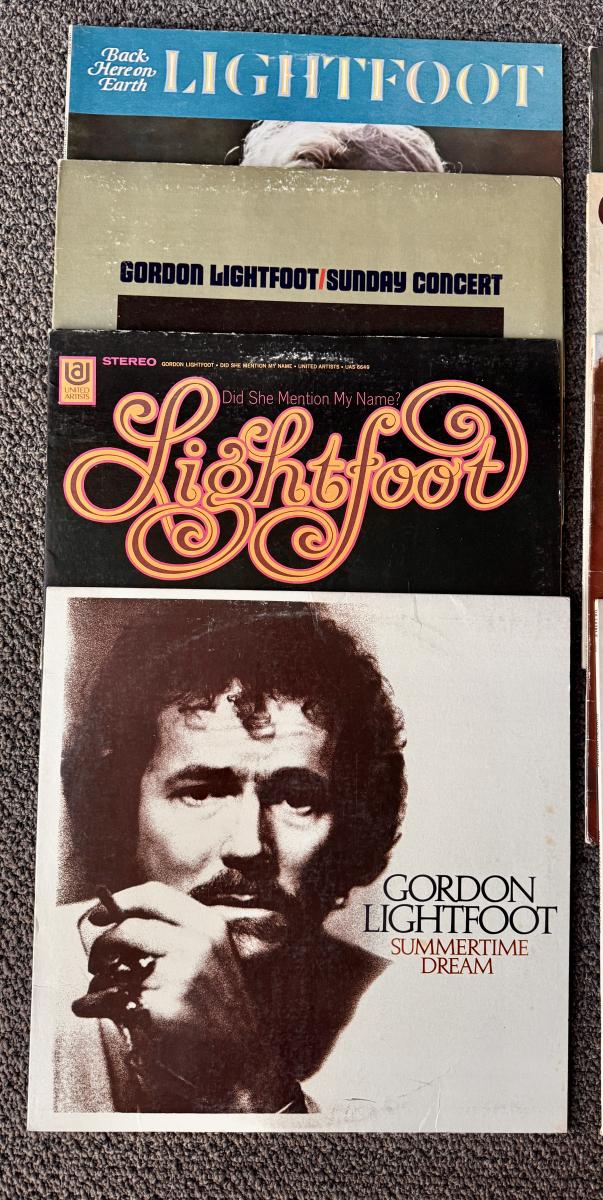 Back
Here on
Earth
LIGHTFOOT
GORDON LIGHTFOOT/SUNDAY CONCERT
UA
UNITED
ARTISTS
STEREO GORDON LIGHTFOOT • DID SHE MENTION MY NAME • UNITED ARTISTS • UAS 6649
Did She Mention My Name?
Lightfoot
GORDON
LIGHTFOOT
SUMMERTIME
DREAM